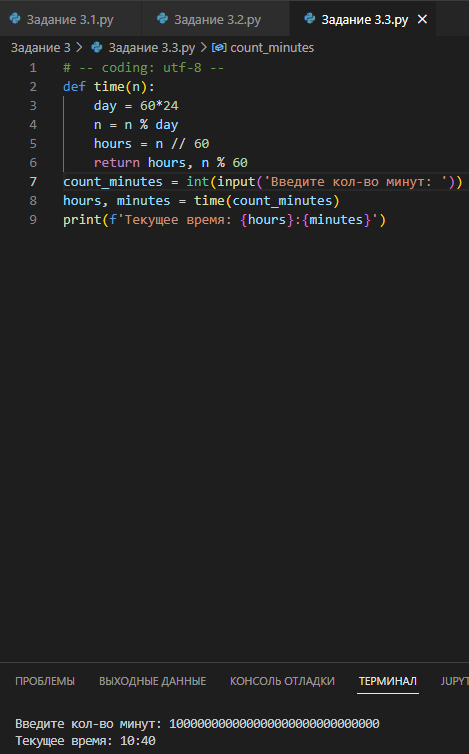 Задание 3.1.py Задание 3.2.py Задание 3.3.py
Задание 3 > Задание 3.3.py > count_minutes
1 # -- coding: utf-8 --
2 def time(n):
3 day = 60*24
4 n = n % day
5 hours = n // 60
6 return hours, n % 60
7 count_minutes = int(input('Введите кол-во минут: '))
8 hours, minutes = time(count_minutes)
9 print(f'Текущее время: {hours}:{minutes}')
ПРОБЛЕМЫ ВЫХОДНЫЕ ДАННЫЕ КОНСОЛЬ ОТЛАДКИ ТЕРМИНАЛ JUPYT
Введите кол-во минут: 100000000000000000000000000000
Текущее время: 10:40